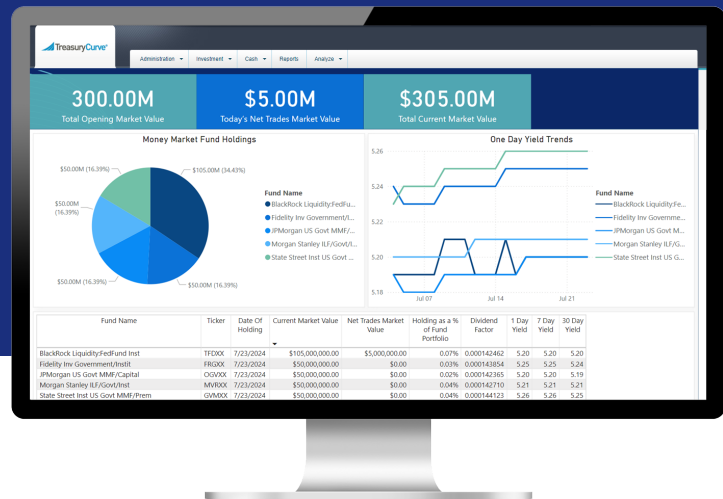 TreasuryCurve®
Administration Investment Cash Reports Analyze
300.00M
Total Opening Market Value
$5.00M
Today's Net Trades Market Value
$305.00M
Total Current Market Value
Money Market Fund Holdings
$50.00M (16.39%)
$105.00M (34.43%)
$50.00M
(16.39%)
$50.00M (16.39%)
$50.00M (16.39%)
Fund Name
BlackRock Liquidity:FedFu...
Fidelity Inv Government/I...
JPMorgan US Govt MMF/...
Morgan Stanley ILF/Govt/I...
State Street Inst US Govt ...
One Day Yield Trends
5.26
5.24
5.22
5.20
5.18
Jul 07 Jul 14 Jul 21
Fund Name
BlackRock Liquidity:Fe...
Fidelity Inv Governme...
JPMorgan US Govt M...
Morgan Stanley ILF/G...
State Street Inst US G...
Fund Name Ticker Date Of Holding Current Market Value Net Trades Market Value Holding as a % of Fund Portfolio Dividend Factor 1 Day Yield 7 Day Yield 30 Day Yield
BlackRock Liquidity:FedFund Inst TFDXX 7/23/2024 $105,000,000.00 $5,000,000.00 0.07% 0.000142462 5.20 5.20 5.20
Fidelity Inv Government/Instit FRGXX 7/23/2024 $50,000,000.00 $0.00 0.03% 0.000143854 5.25 5.25 5.24
JPMorgan US Govt MMF/Capital OGVXX 7/23/2024 $50,000,000.00 $0.00 0.02% 0.000142365 5.20 5.20 5.19
Morgan Stanley ILF/Govt/Inst MVRXX 7/23/2024 $50,000,000.00 $0.00 0.04% 0.000142710 5.21 5.21 5.21
State Street Inst US Govt MMF/Prem GVMXX 7/23/2024 $50,000,000.00 $0.00 0.04% 0.000144123 5.26 5.26 5.25